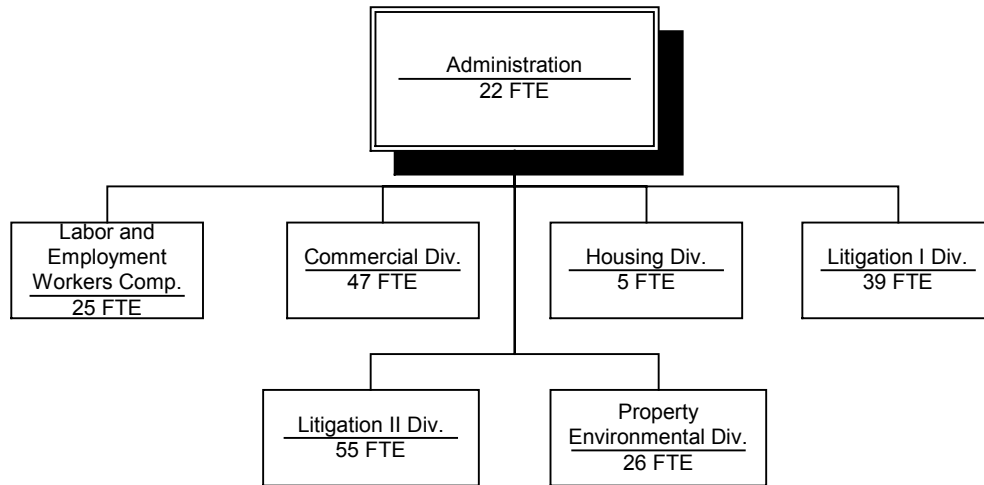 Administration
22 FTE
Labor and
Employment
Workers Comp.
25 FTE
Commercial Div.
47 FTE
Housing Div.
5 FTE
Litigation I Div.
39 FTE
Litigation II Div.
55 FTE
Property
Environmental Div.
26 FTE